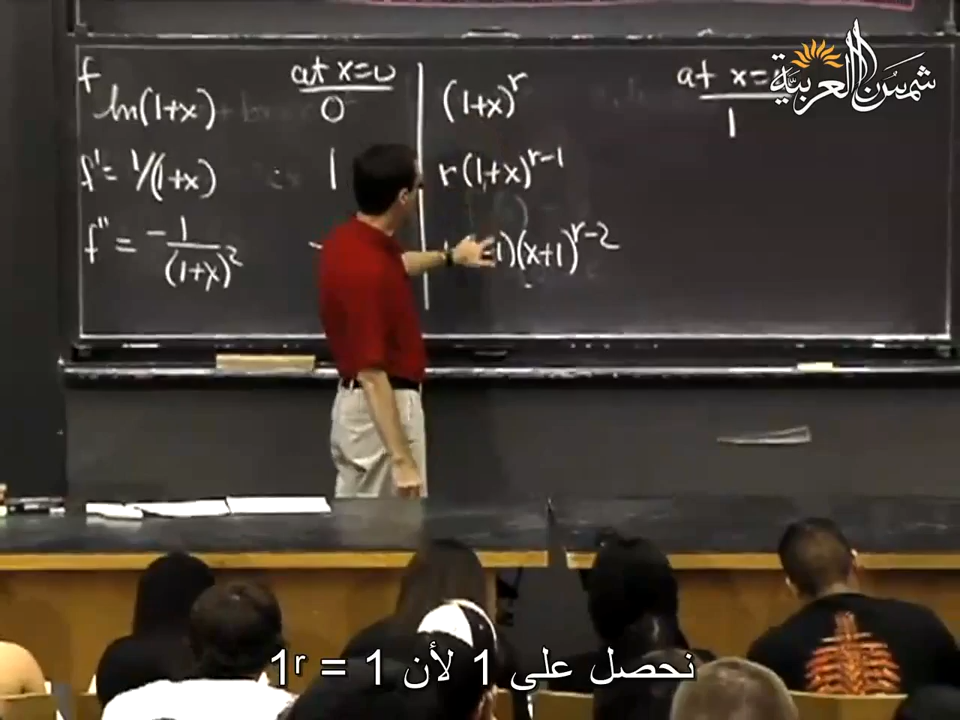 f
ln(1+x)
at x=0
0
f' = 1/(1+x)
1
f'' = -1/(1+x)²
-
(1+x)^r
r(1+x)^{r-1}
1)(x+1)^{r-2}
at x=
1
شمس العربية
نحصل على 1 لأن 1 = 1ʳ